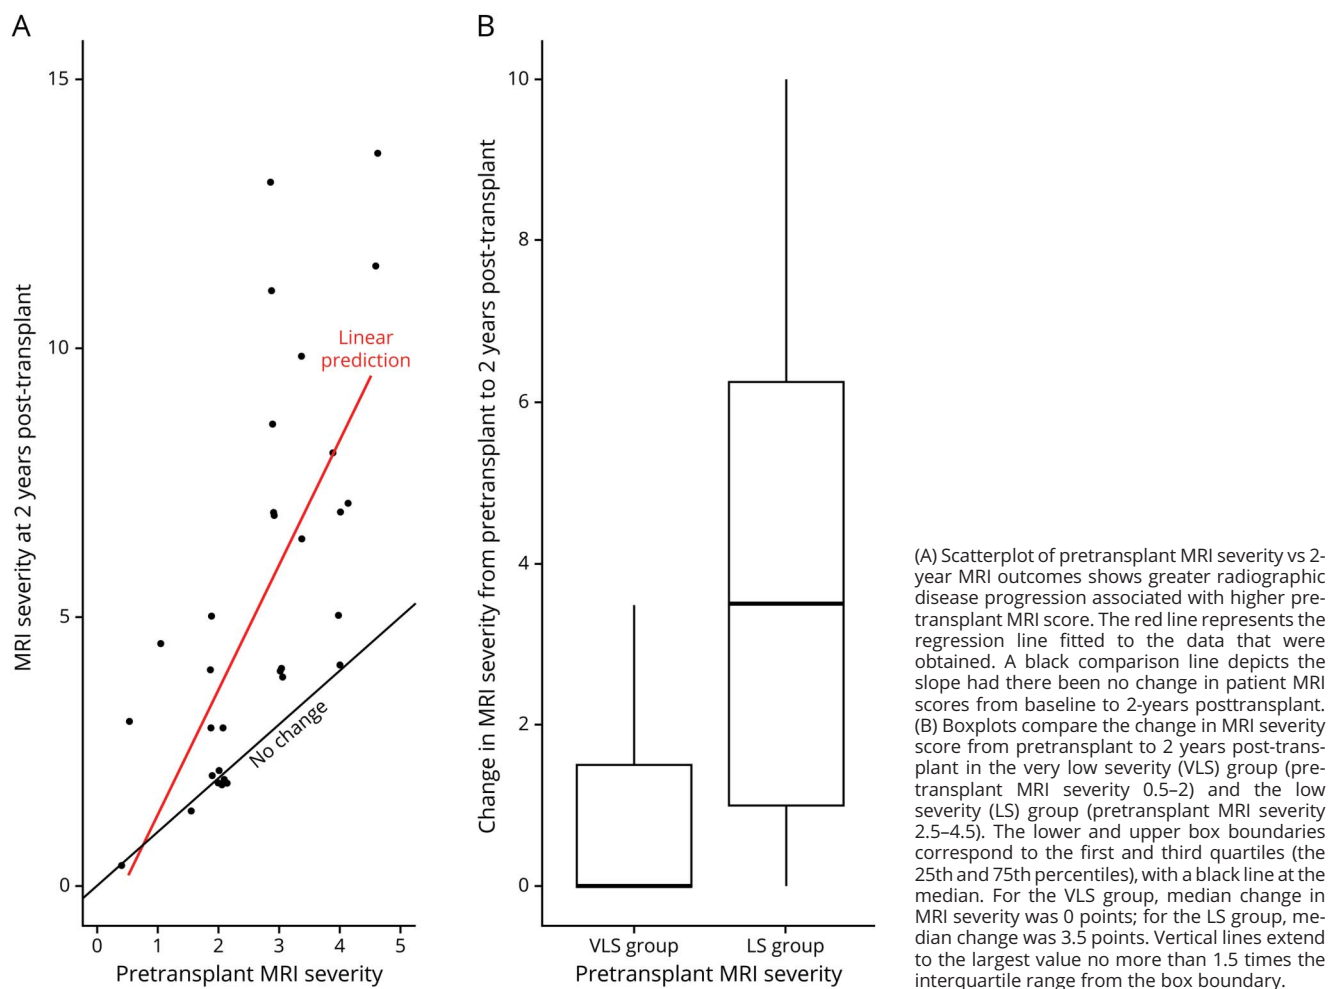 A
MRI severity at 2 years post-transplant
15
10
5
0
Linear
prediction
No change
0 1 2 3 4 5
Pretransplant MRI severity
B
Change in MRI severity from pretransplant to 2 years post-transplant
10
8
6
4
2
0
VLS group LS group
Pretransplant MRI severity
(A) Scatterplot of pretransplant MRI severity vs 2-
year MRI outcomes shows greater radiographic
disease progression associated with higher pre-
transplant MRI score. The red line represents the
regression line fitted to the data that were
obtained. A black comparison line depicts the
slope had there been no change in patient MRI
scores from baseline to 2-years posttransplant.
(B) Boxplots compare the change in MRI severity
score from pretransplant to 2 years post-trans-
plant in the very low severity (VLS) group (pre-
transplant MRI severity 0.5–2) and the low
severity (LS) group (pretransplant MRI severity
2.5–4.5). The lower and upper box boundaries
correspond to the first and third quartiles (the
25th and 75th percentiles), with a black line at the
median. For the VLS group, median change in
MRI severity was 0 points; for the LS group, me-
dian change was 3.5 points. Vertical lines extend
to the largest value no more than 1.5 times the
interquartile range from the box boundary.